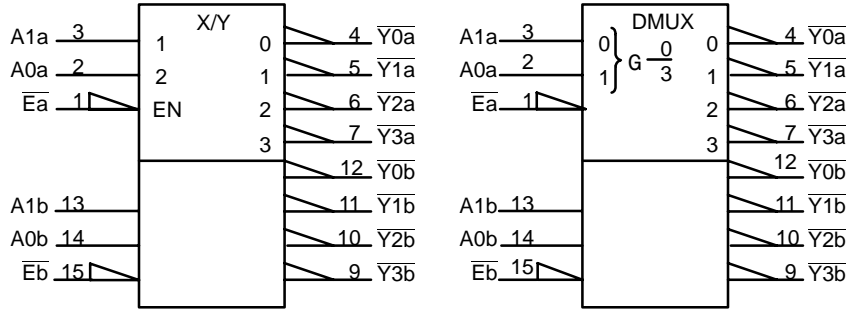 X/Y
A1a 3 1 0 4 Y0a
A0a 2 2 1 5 Y1a
Ea 1 EN 2 6 Y2a
3 7 Y3a
12 Y0b
A1b 13 11 Y1b
A0b 14 10 Y2b
Eb 15 9 Y3b
DMUX
A1a 3 0 0 4 Y0a
A0a 2 1 G 0/3 1 5 Y1a
Ea 1 2 6 Y2a
3 7 Y3a
12 Y0b
A1b 13 11 Y1b
A0b 14 10 Y2b
Eb 15 9 Y3b